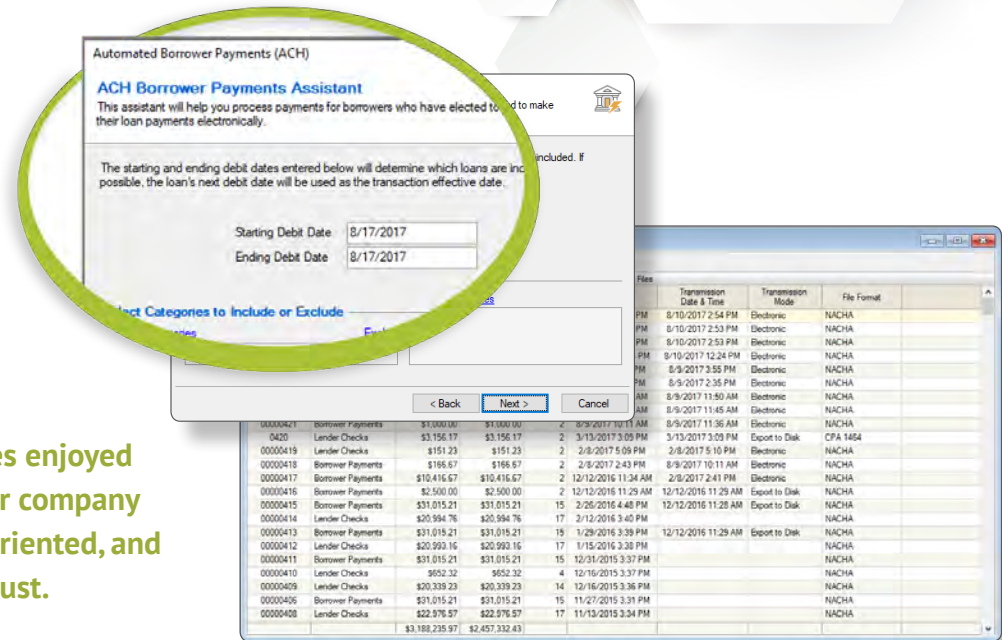 Automated Borrower Payments (ACH)
ACH Borrower Payments Assistant
This assistant will help you process payments for borrowers who have elected to
their loan payments electronically.
d to make
The starting and ending debit dates entered below will determine which loans are inc
possible, the loan's next debit date will be used as the transaction effective date.
included. If
Starting Debit Date 8/17/2017
Ending Debit Date 8/17/2017
ect Categories to Include or Exclude
< Back Next > Cancel
es enjoyed
r company
riented, and
ust.
Files
Transmission Date & Time Transmission Mode File Format
PM 8/10/2017 2:54 PM Electronic NACHA
PM 8/10/2017 2:53 PM Electronic NACHA
PM 8/10/2017 2:53 PM Electronic NACHA
PM 8/10/2017 12:24 PM Electronic NACHA
PM 8/9/2017 3:55 PM Electronic NACHA
PM 8/9/2017 2:35 PM Electronic NACHA
AM 8/9/2017 11:50 AM Electronic NACHA
AM 8/9/2017 11:45 AM Electronic NACHA
00000421 Borrower Payments $1,000.00 $1,000.00 2 8/9/2017 10:11 AM 8/9/2017 11:36 AM Electronic NACHA
0420 Lender Checks $3,156.17 $3,156.17 2 3/13/2017 3:09 PM 3/13/2017 3:09 PM Export to Disk CPA 1464
00000419 Lender Checks $151.23 $151.23 2 2/8/2017 5:09 PM 2/8/2017 5:10 PM Electronic NACHA
00000418 Borrower Payments $166.67 $166.67 2 2/8/2017 2:43 PM 8/9/2017 10:11 AM Electronic NACHA
00000417 Borrower Payments $10,416.67 $10,416.67 2 12/12/2016 11:34 AM 2/8/2017 2:41 PM Electronic NACHA
00000416 Borrower Payments $2,500.00 $2,500.00 2 12/12/2016 11:29 AM 12/12/2016 11:29 AM Export to Disk NACHA
00000415 Borrower Payments $31,015.21 $31,015.21 15 2/26/2016 4:48 PM 12/12/2016 11:28 AM Export to Disk NACHA
00000414 Lender Checks $20,994.76 $20,994.76 17 2/12/2016 3:40 PM NACHA
00000413 Borrower Payments $31,015.21 $31,015.21 15 1/29/2016 3:39 PM 12/12/2016 11:29 AM Export to Disk NACHA
00000412 Lender Checks $20,993.16 $20,993.16 17 1/15/2016 3:38 PM NACHA
00000411 Borrower Payments $31,015.21 $31,015.21 15 12/31/2015 3:37 PM NACHA
00000410 Lender Checks $652.32 $652.32 4 12/16/2015 3:37 PM NACHA
00000409 Lender Checks $20,339.23 $20,339.23 14 12/16/2015 3:36 PM NACHA
00000406 Borrower Payments $31,015.21 $31,015.21 15 11/27/2015 3:31 PM NACHA
00000408 Lender Checks $22,976.57 $22,976.57 17 11/13/2015 3:34 PM NACHA
$3,188,235.97 $2,457,332.43